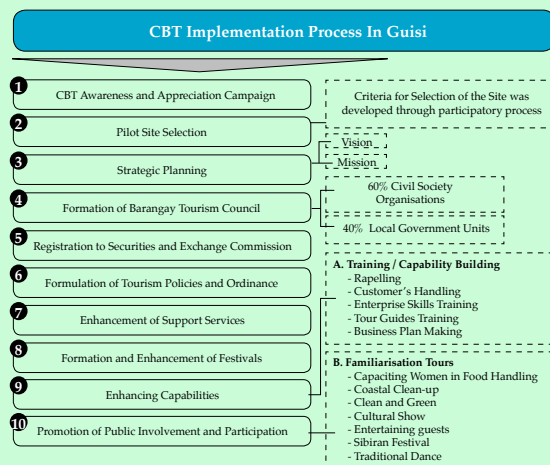 CBT Implementation Process In Guisi
1
CBT Awareness and Appreciation Campaign
2
Pilot Site Selection
Criteria for Selection of the Site was
developed through participatory process
3
Strategic Planning
Vision
Mission
4
Formation of Barangay Tourism Council
60% Civil Society
Organisations
40% Local Government Units
5
Registration to Securities and Exchange Commission
6
Formulation of Tourism Policies and Ordinance
7
Enhancement of Support Services
8
Formation and Enhancement of Festivals
9
Enhancing Capabilities
A. Training / Capability Building
- Rapelling
- Customer's Handling
- Enterprise Skills Training
- Tour Guides Training
- Business Plan Making
10
Promotion of Public Involvement and Participation
B. Familiarisation Tours
- Capaciting Women in Food Handling
- Coastal Clean-up
- Clean and Green
- Cultural Show
- Entertaining guests
- Sibiran Festival
- Traditional Dance